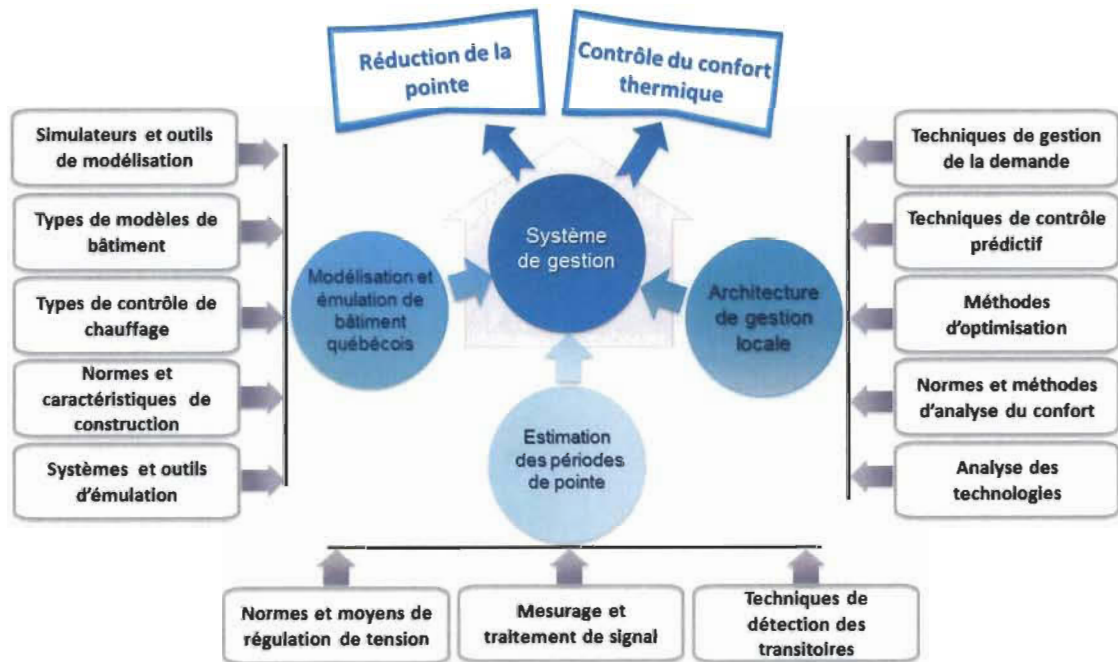 Réduction de la
pointe
Contrôle du confort
thermique
Simulateurs et outils
de modélisation
Types de modèles de
bâtiment
Types de contrôle de
chauffage
Normes et
caractéristiques de
construction
Systèmes et outils
d'émulation
Modélisation et
émulation de
bâtiment
québécois
Système
de gestion
Architecture
de gestion
locale
Estimation
des périodes
de pointe
Techniques de gestion
de la demande
Techniques de contrôle
prédictif
Méthodes
d'optimisation
Normes et méthodes
d'analyse du confort
Analyse des
technologies
Normes et moyens de
régulation de tension
Mesurage et
traitement de signal
Techniques de
détection des
transitoires